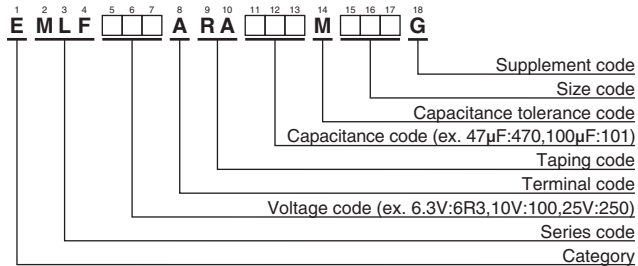 1 2 3 4 5 6 7 8 9 10 11 12 13 14 15 16 17 18
E M L F A R A M G
Supplement code
Size code
Capacitance tolerance code
Capacitance code (ex. 47µF:470,100µF:101)
Taping code
Terminal code
Voltage code (ex. 6.3V:6R3,10V:100,25V:250)
Series code
Category